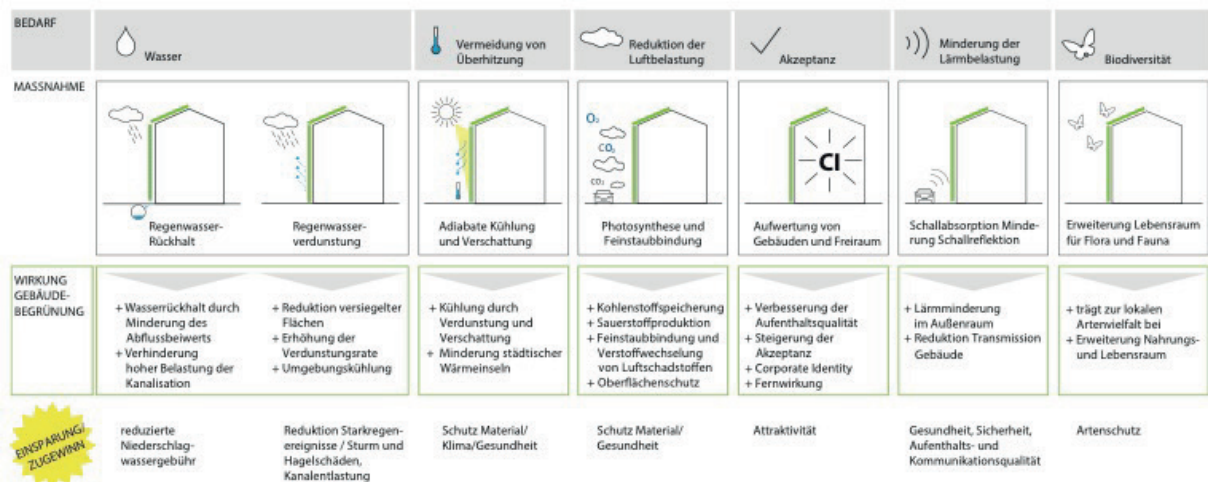 BEDARF
Wasser
Vermeidung von
Überhitzung
Reduktion der
Luftbelastung
Akzeptanz
Minderung der
Lärmbelastung
Biodiversität
MASSNAHME
Regenwasser-
Rückhalt
Regenwasser-
verdunstung
Adiabate Kühlung
und Verschattung
O₂
CO₂
CO₂
Photosynthese und
Feinstaubbindung
CI
Aufwertung von
Gebäuden und Freiraum
Schallabsorption Minde-
rung Schallreflektion
Erweiterung Lebensraum
für Flora und Fauna
WIRKUNG
GEBÄUDE-
BEGRÜNUNG
+ Wasserrückhalt durch
Minderung des
Abflussbeiwerts
+ Verhinderung
hoher Belastung der
Kanalisation
+ Reduktion versiegelter
Flächen
+ Erhöhung der
Verdunstungsrate
+ Umgebungskühlung
+ Kühlung durch
Verdunstung und
Verschattung
+ Minderung städtischer
Wärmeinseln
+ Kohlenstoffspeicherung
+ Sauerstoffproduktion
+ Feinstaubbindung und
Verstoffwechselung
von Luftschadstoffen
+ Oberflächenschutz
+ Verbesserung der
Aufenthaltsqualität
+ Steigerung der
Akzeptanz
+ Corporate Identity
+ Fernwirkung
+ Lärmminderung
im Außenraum
+ Reduktion Transmission
Gebäude
+ trägt zur lokalen
Artenvielfalt bei
+ Erweiterung Nahrungs-
und Lebensraum
EINSPARUNG/
ZUGEWINN
reduzierte
Niederschlag-
wassergebühr
Reduktion Starkregen-
ereignisse / Sturm und
Hagelschäden,
Kanalentlastung
Schutz Material/
Klima/Gesundheit
Schutz Material/
Gesundheit
Attraktivität
Gesundheit, Sicherheit,
Aufenthalts- und
Kommunikationsqualität
Artenschutz